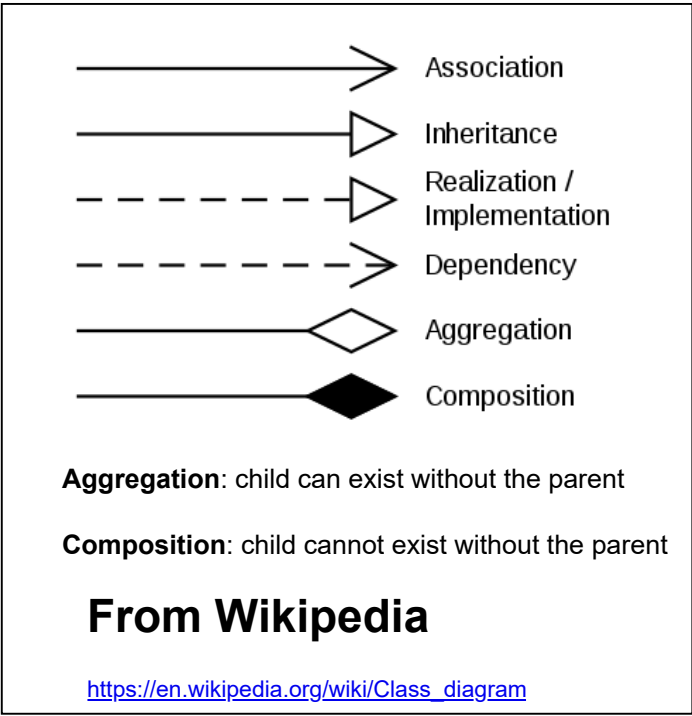 Association
Inheritance
Realization /
Implementation
Dependency
Aggregation
Composition
Aggregation: child can exist without the parent
Composition: child cannot exist without the parent
From Wikipedia
https://en.wikipedia.org/wiki/Class_diagram